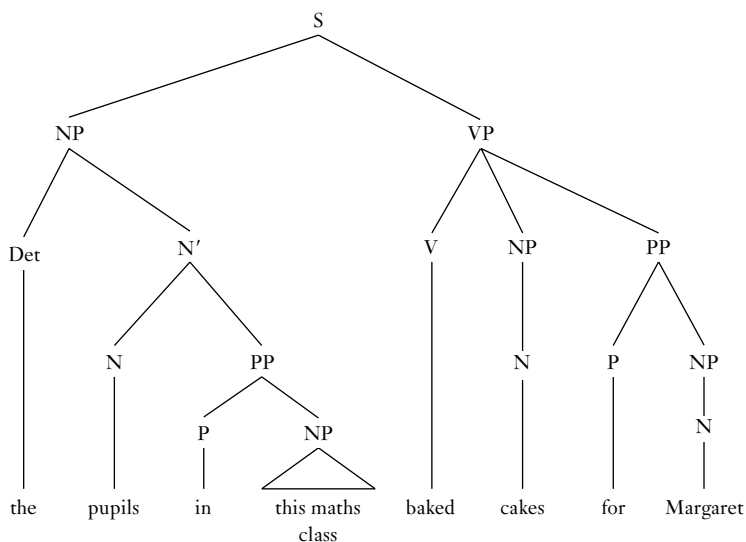 S
NP VP
Det N′ V NP PP
N PP N P NP
P NP N
the pupils in this maths baked cakes for Margaret
class